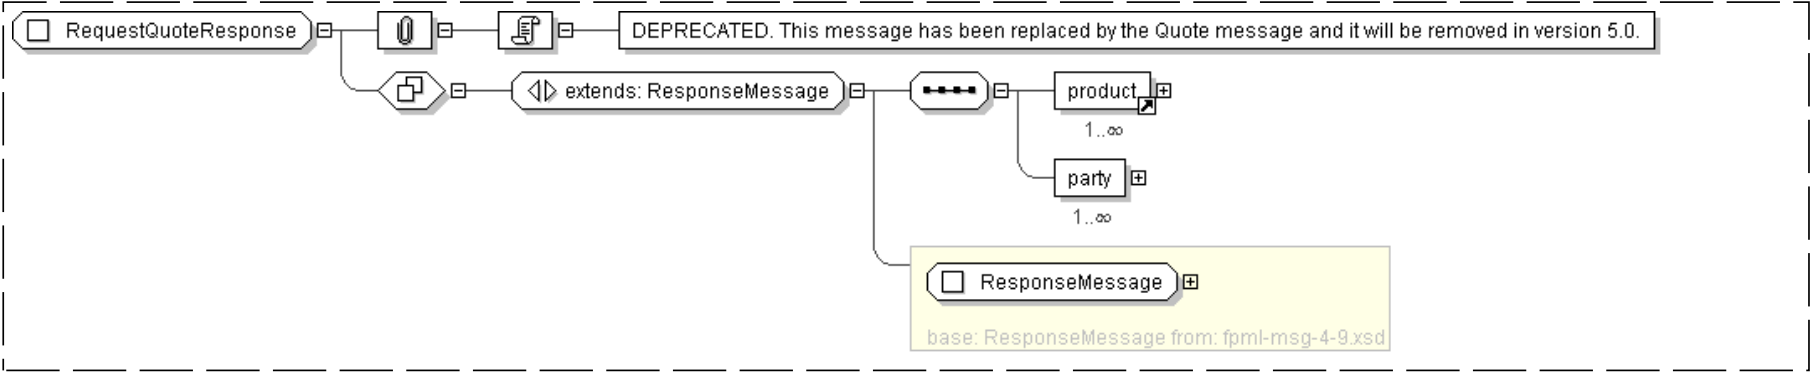 RequestQuoteResponse
DEPRECATED. This message has been replaced by the Quote message and it will be removed in version 5.0.
extends: ResponseMessage
product
1..∞
party
1..∞
ResponseMessage
base: ResponseMessage from: fpml-msg-4-9.xsd